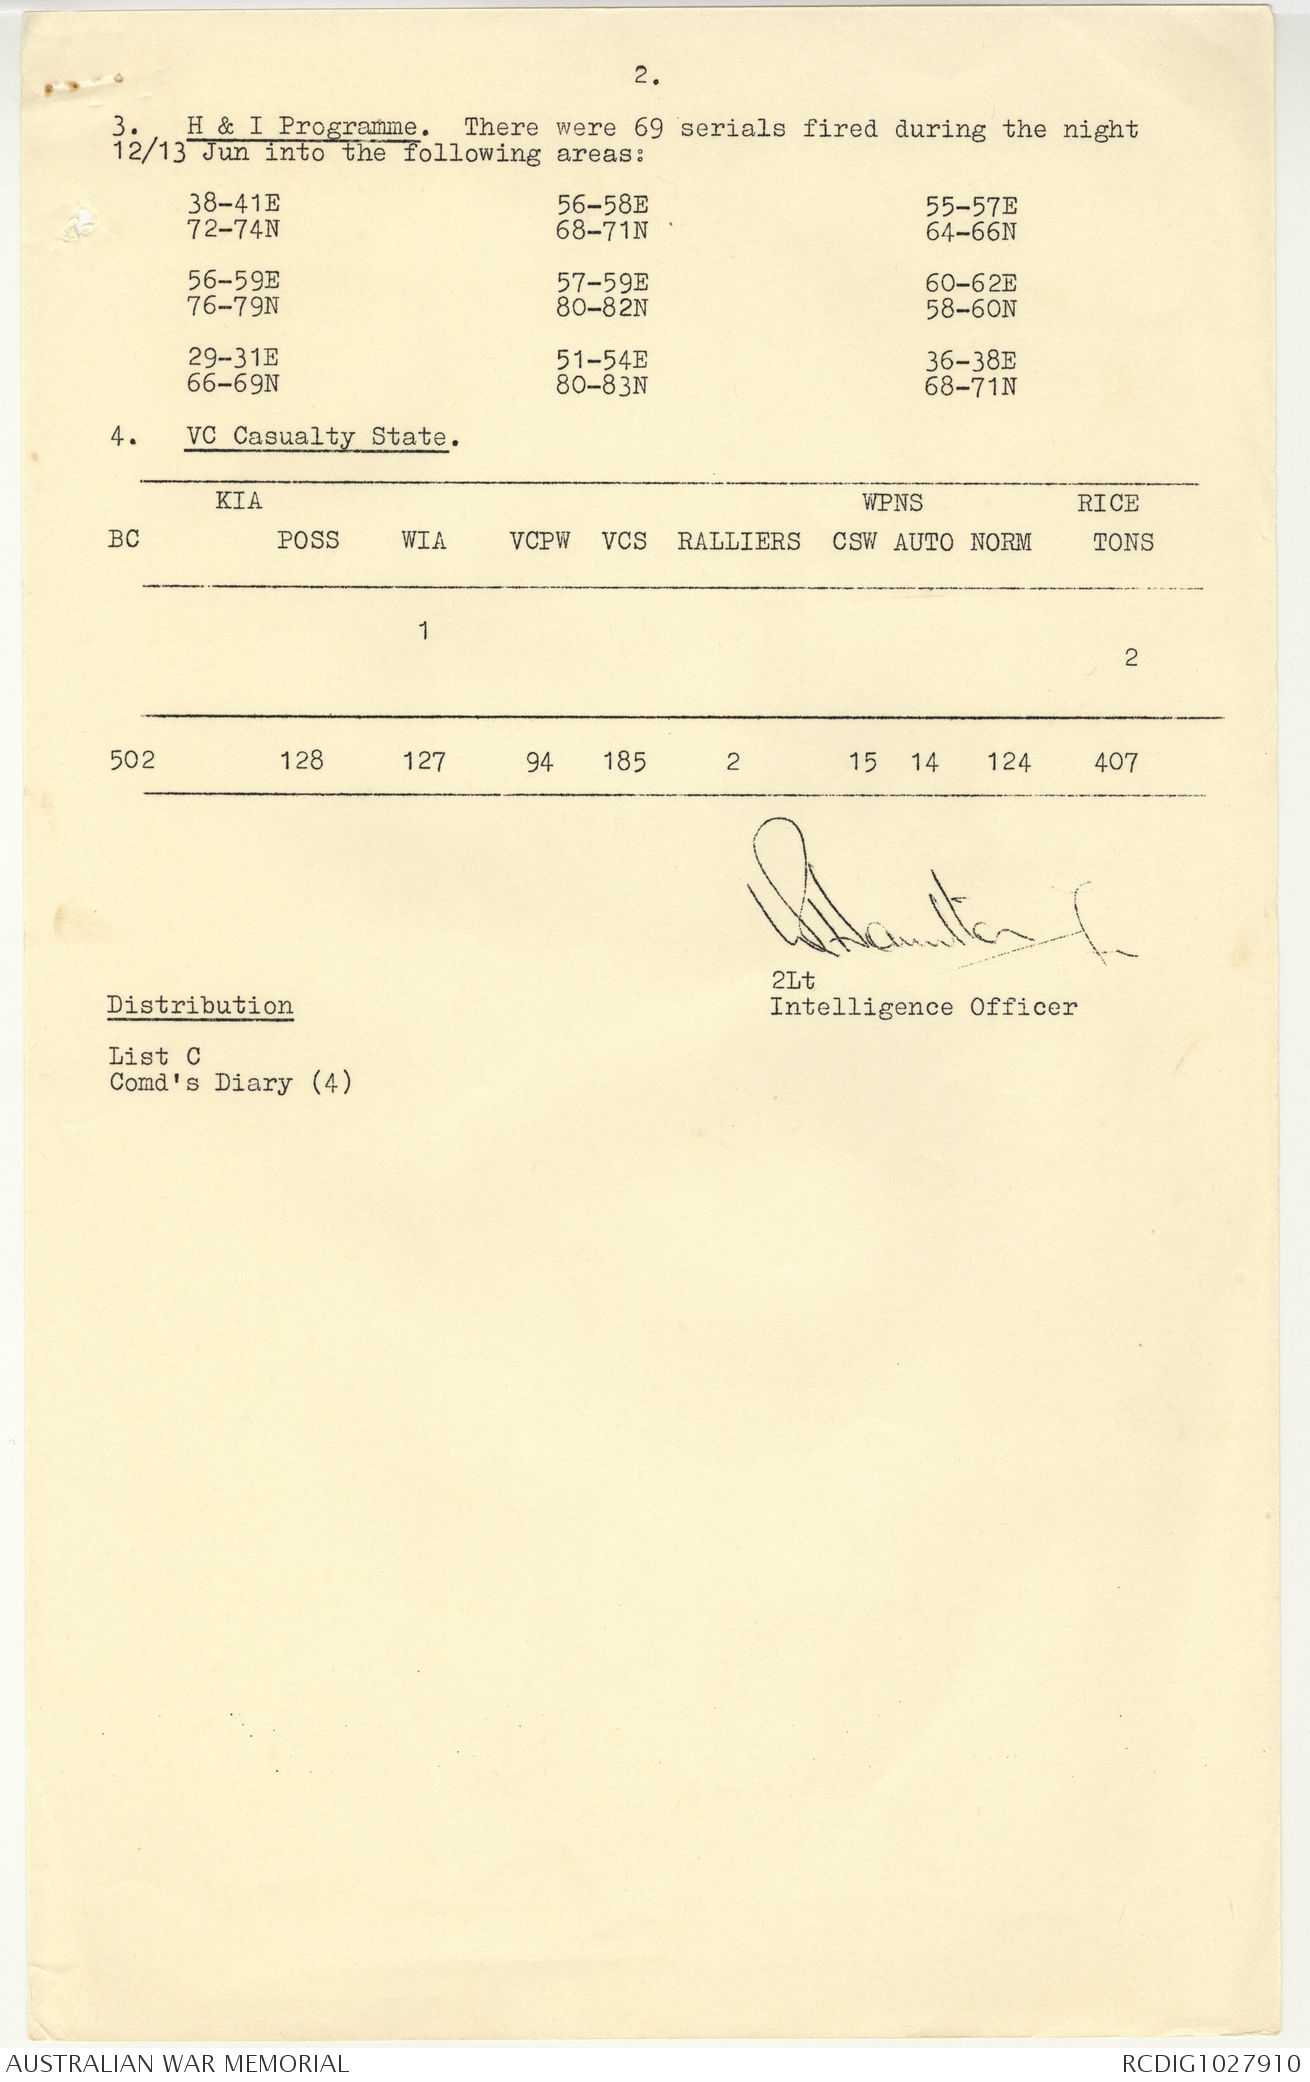 2.
3. H & I Programme. There were 69 serials fired during the night
12/13 Jun into the following areas:
38-41E 56-58E 55-57E
72-74N 68-71N 64-66N
56-59E 57-59E 60-62E
76-79N 80-82N 58-60N
29-31E 51-54E 36-38E
66-69N 80-83N 68-71N
4. VC Casualty State.
KIA WPNS RICE
BC POSS WIA VCPW VCS RALLIERS CSW AUTO NORM TONS
1
2
502 128 127 94 185 2 15 14 124 407
Hamilton
2Lt
Intelligence Officer
Distribution
List C
Comd's Diary (4)
AUSTRALIAN WAR MEMORIAL RCDIG1027910